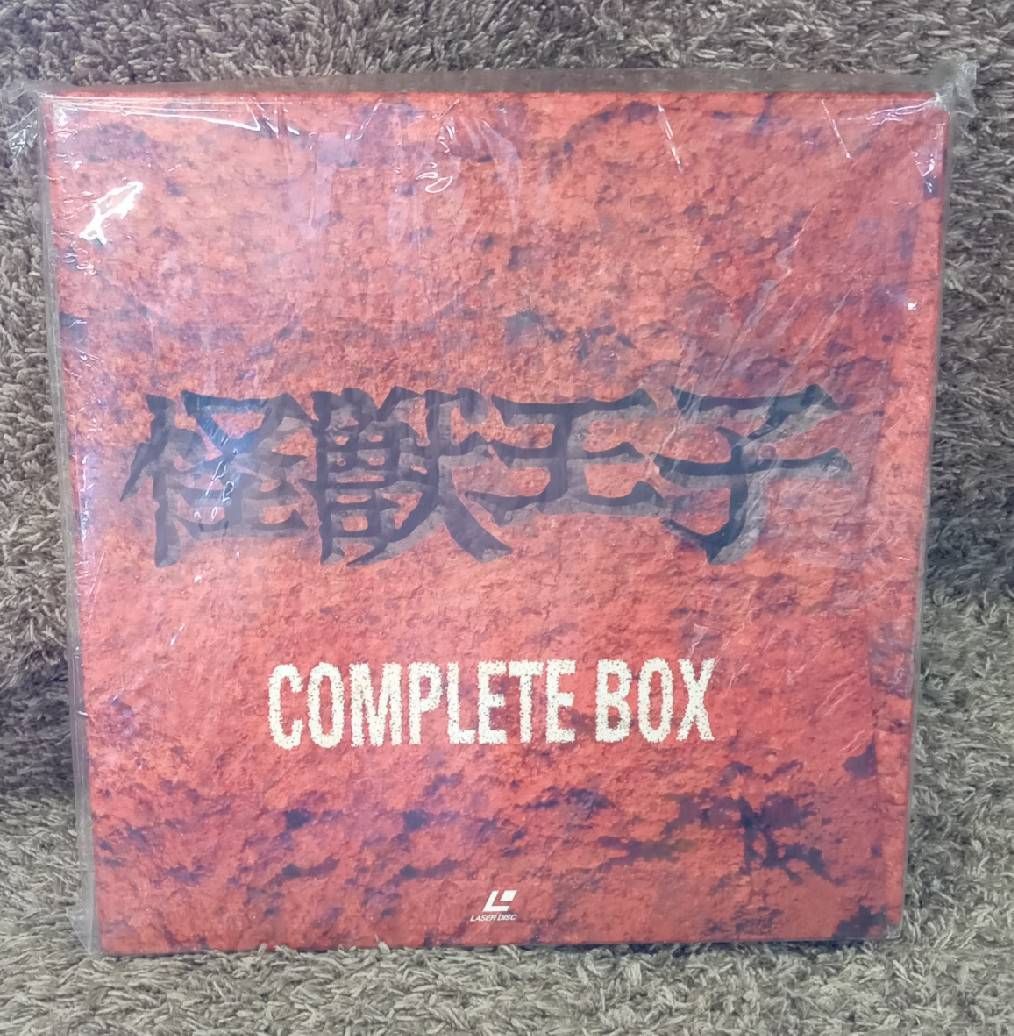 怪獣王子
COMPLETE BOX
LASER DISC